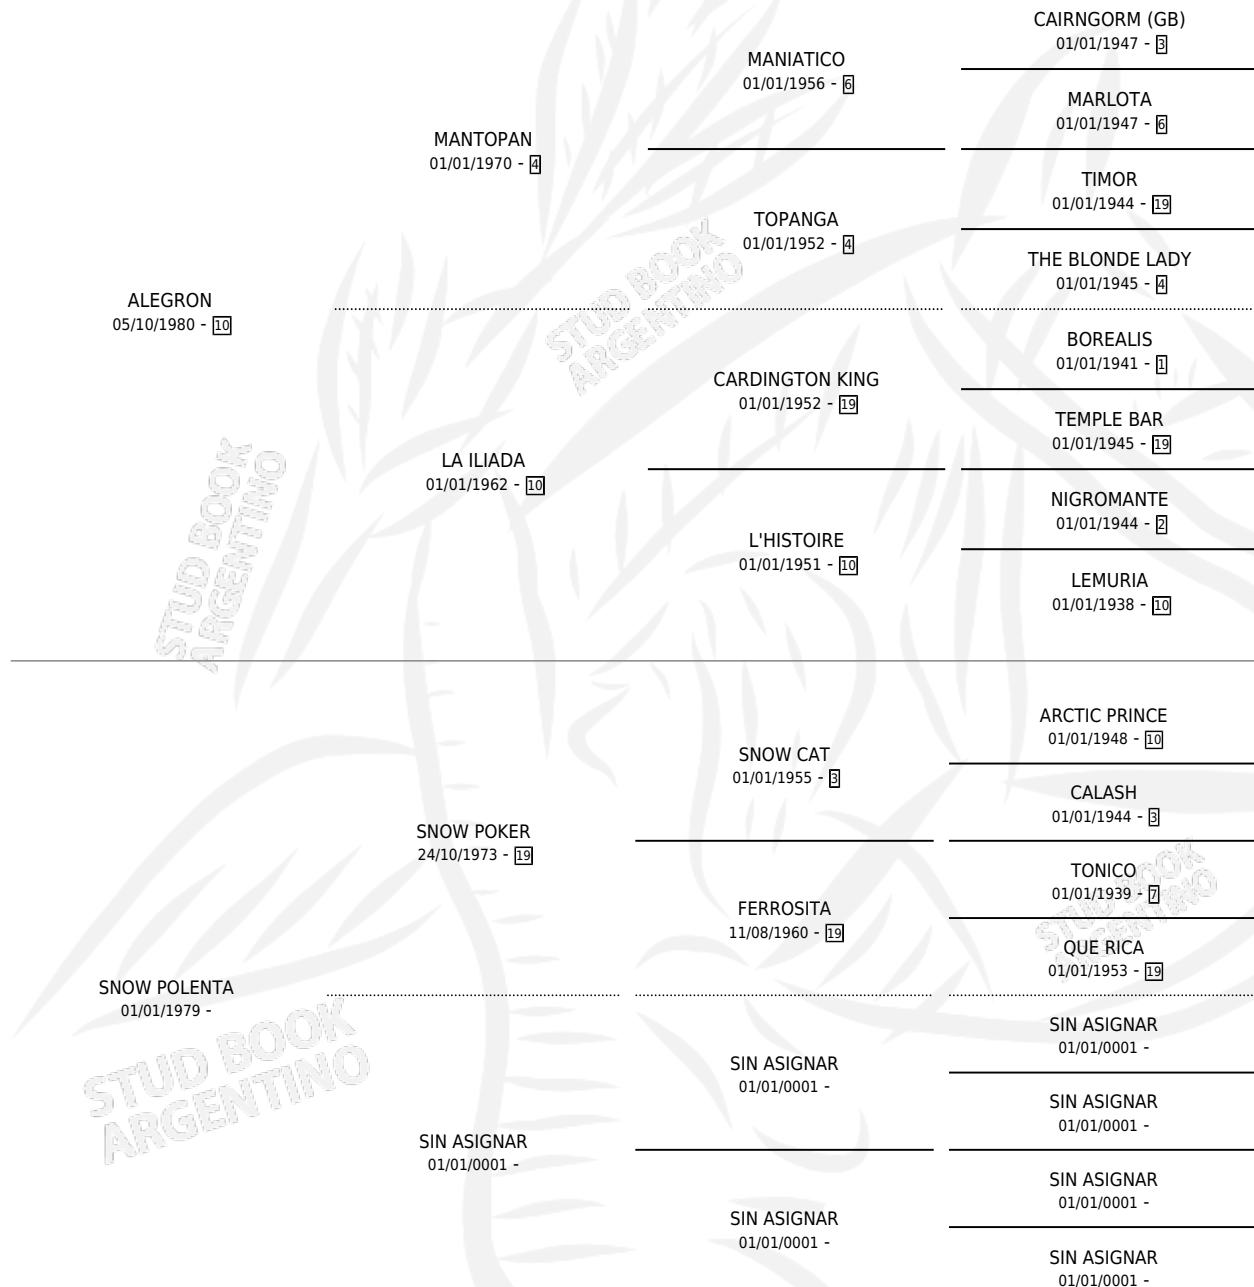 CAIRNGORM (GB)
01/01/1947 - 3
MANIATICO
01/01/1956 - 6
MARLOTA
01/01/1947 - 6
MANTOPAN
01/01/1970 - 4
TIMOR
01/01/1944 - 19
TOPANGA
01/01/1952 - 4
THE BLONDE LADY
01/01/1945 - 4
ALEGRON
05/10/1980 - 10
STUD BOOK
ARGENTINO
BOREALIS
01/01/1941 - 1
CARDINGTON KING
01/01/1952 - 19
TEMPLE BAR
01/01/1945 - 19
LA ILIADA
01/01/1962 - 10
NIGROMANTE
01/01/1944 - 2
L'HISTOIRE
01/01/1951 - 10
LEMURIA
01/01/1938 - 10
STUD BOOK
ARGENTINO
ARCTIC PRINCE
01/01/1948 - 10
SNOW CAT
01/01/1955 - 3
CALASH
01/01/1944 - 3
SNOW POKER
24/10/1973 - 19
TONICO
01/01/1939 - 7
FERROSITA
11/08/1960 - 19
QUE RICA
01/01/1953 - 19
STUD BOOK
ARGENTINO
SNOW POLENTA
01/01/1979 -
SIN ASIGNAR
01/01/0001 -
SIN ASIGNAR
01/01/0001 -
SIN ASIGNAR
01/01/0001 -
STUD BOOK
ARGENTINO
SIN ASIGNAR
01/01/0001 -
SIN ASIGNAR
01/01/0001 -
SIN ASIGNAR
01/01/0001 -
SIN ASIGNAR
01/01/0001 -